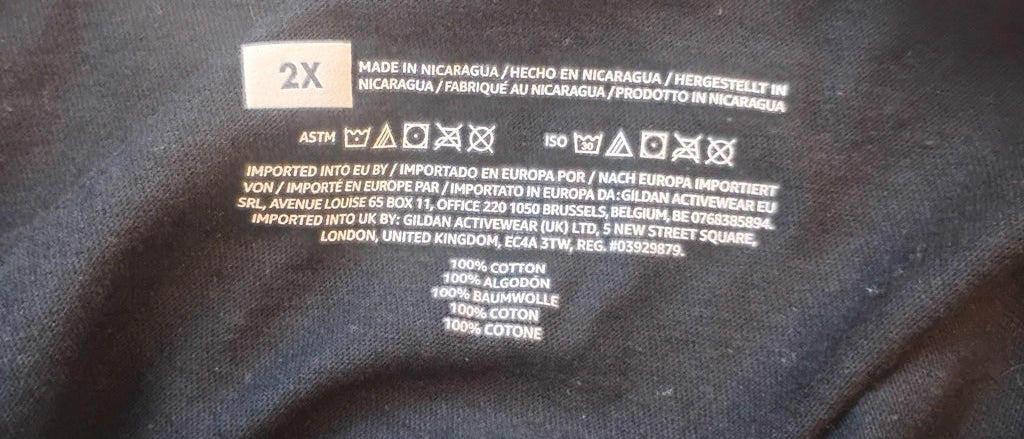 2X
MADE IN NICARAGUA / HECHO EN NICARAGUA / HERGESTELLT IN
NICARAGUA / FABRIQUÉ AU NICARAGUA / PRODOTTO IN NICARAGUA
ASTM ISO 30
IMPORTED INTO EU BY / IMPORTADO EN EUROPA POR / NACH EUROPA IMPORTIERT
VON / IMPORTÉ EN EUROPE PAR / IMPORTATO IN EUROPA DA: GILDAN ACTIVEWEAR EU
SRL, AVENUE LOUISE 65 BOX 11, OFFICE 220 1050 BRUSSELS, BELGIUM, BE 0768385894.
IMPORTED INTO UK BY: GILDAN ACTIVEWEAR (UK) LTD, 5 NEW STREET SQUARE,
LONDON, UNITED KINGDOM, EC4A 3TW, REG. #03929879.
100% COTTON
100% ALGODÓN
100% BAUMWOLLE
100% COTON
100% COTONE